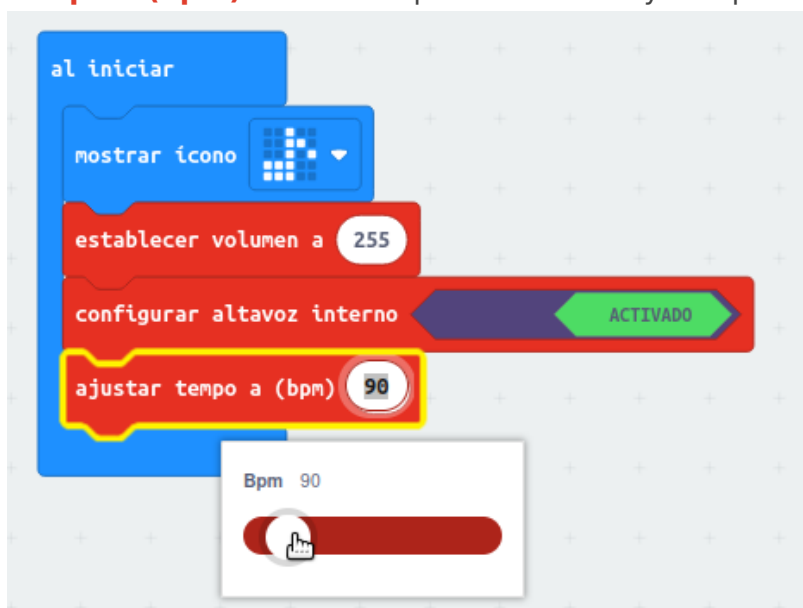 al iniciar
mostrar ícono
establecer volumen a 255
configurar altavoz interno ACTIVADO
ajustar tempo a (bpm) 90
Bpm 90